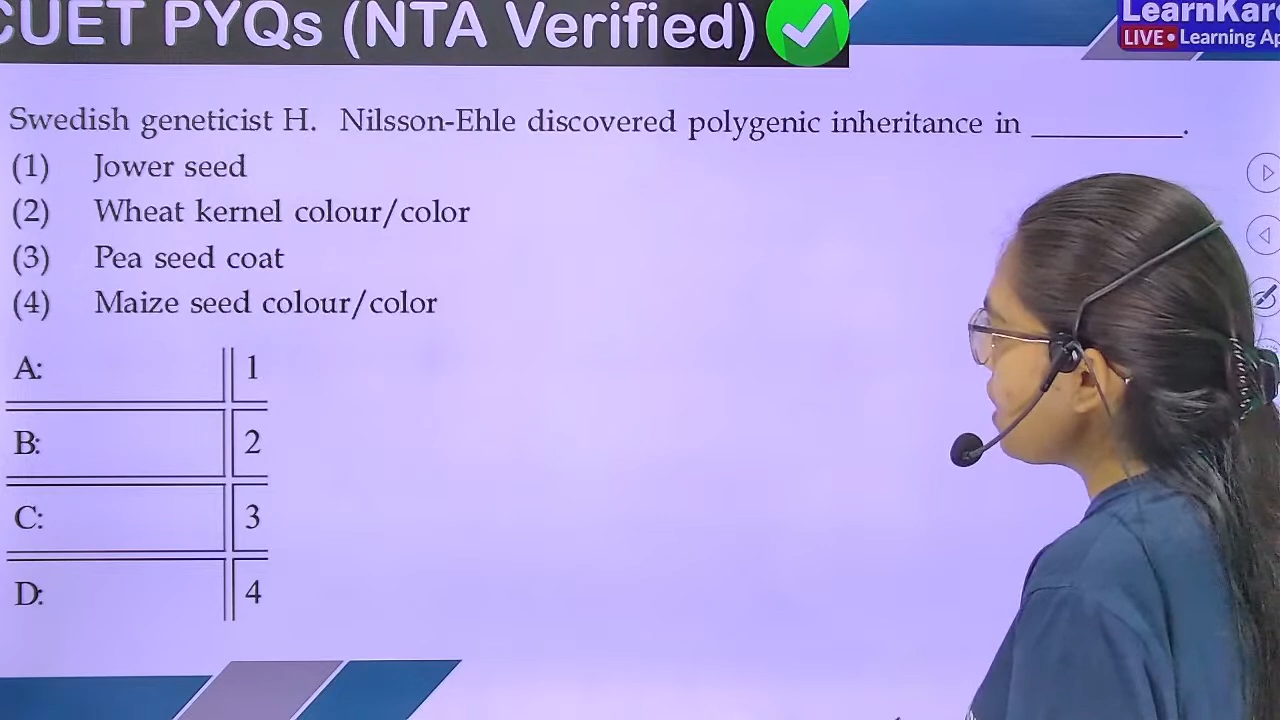 CUET PYQs (NTA Verified)
LearnKaro
LIVE • Learning Ap
Swedish geneticist H. Nilsson-Ehle discovered polygenic inheritance in __________.
(1) Jower seed
(2) Wheat kernel colour/color
(3) Pea seed coat
(4) Maize seed colour/color
A: 1
B: 2
C: 3
D: 4